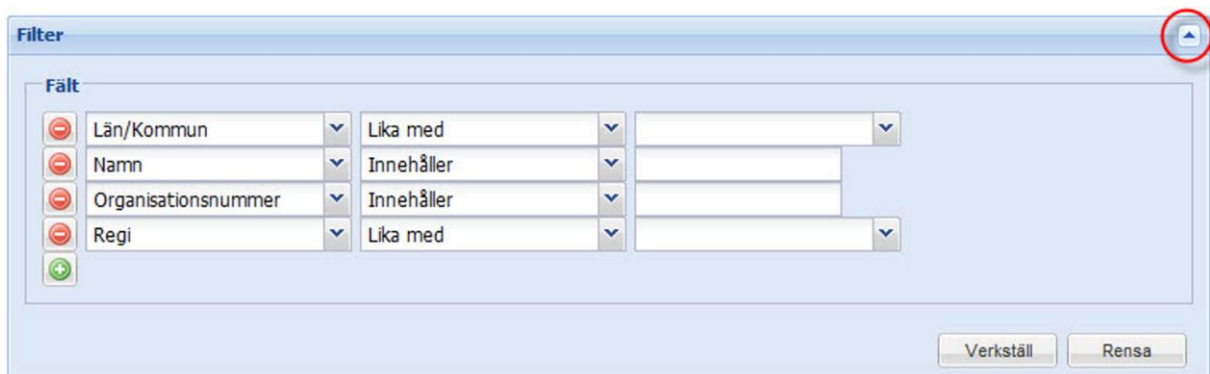 Filter
Fält
Län/Kommun Lika med
Namn Innehåller
Organisationsnummer Innehåller
Regi Lika med
Verkställ Rensa